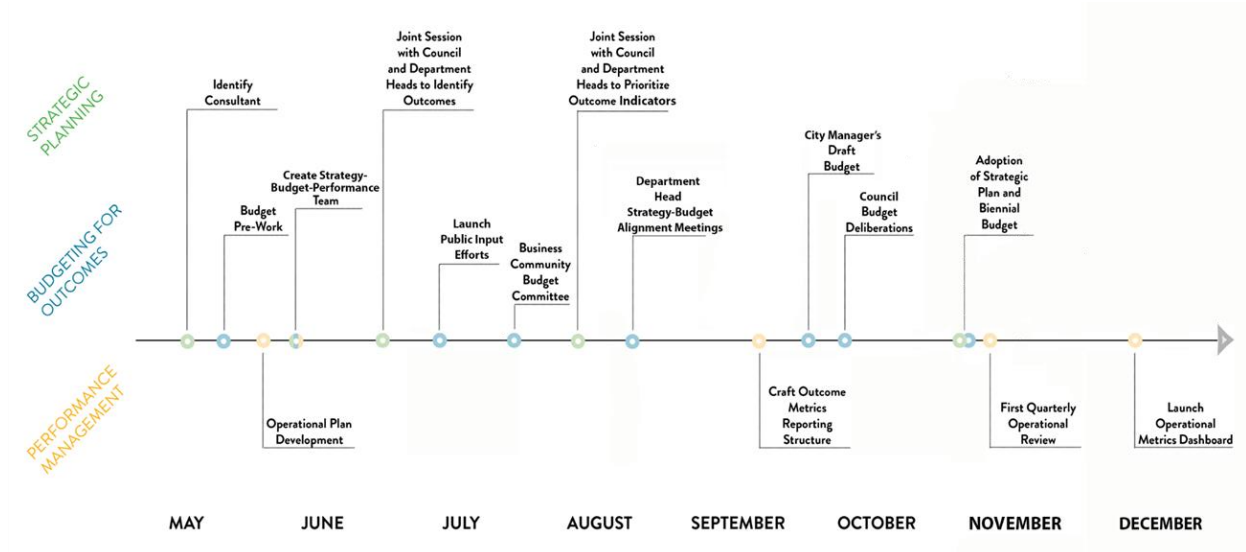 STRATEGIC
PLANNING
BUDGETING FOR
OUTCOMES
PERFORMANCE
MANAGEMENT
Identify
Consultant
Budget
Pre-Work
Operational Plan
Development
Create Strategy-
Budget-Performance
Team
Joint Session
with Council
and Department
Heads to Identify
Outcomes
Launch
Public Input
Efforts
Business
Community
Budget
Committee
Joint Session
with Council
and Department
Heads to Prioritize
Outcome Indicators
Department
Head
Strategy-Budget
Alignment Meetings
Craft Outcome
Metrics
Reporting
Structure
City Manager's
Draft
Budget
Council
Budget
Deliberations
Adoption
of Strategic
Plan and
Biennial
Budget
First Quarterly
Operational
Review
Launch
Operational
Metrics Dashboard
MAY
JUNE
JULY
AUGUST
SEPTEMBER
OCTOBER
NOVEMBER
DECEMBER